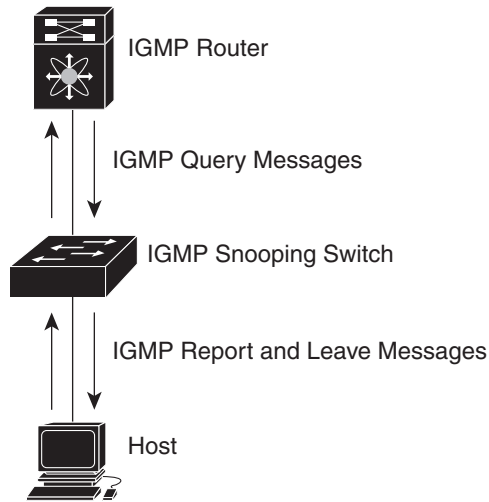 IGMP Router
IGMP Query Messages
IGMP Snooping Switch
IGMP Report and Leave Messages
Host